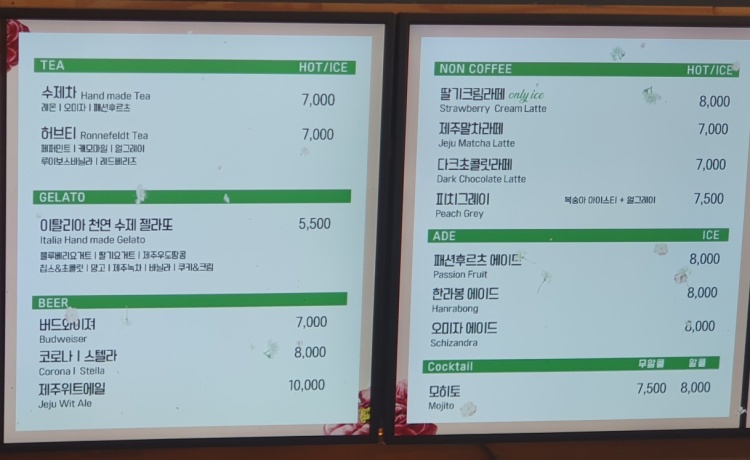 TEA HOT/ICE
수제차 Hand made Tea 7,000
레몬 | 오미자 | 패션후르츠
허브티 Ronnefeldt Tea 7,000
페퍼민트 | 캐모마일 | 얼그레이
루이보스바닐라 | 레드베리즈
GELATO
이탈리아 천연 수제 젤라또 5,500
Italia Hand made Gelato
블루베리요거트 | 딸기요거트 | 제주우도땅콩
칩스&초콜릿 | 망고 | 제주녹차 | 바닐라 | 쿠키&크림
BEER
버드와이저 7,000
Budweiser
코로나 | 스텔라 8,000
Corona | Stella
제주위트에일 10,000
Jeju Wit Ale
NON COFFEE HOT/ICE
딸기크림라떼 only ice 8,000
Strawberry Cream Latte
제주말차라떼 7,000
Jeju Matcha Latte
다크초콜릿라떼 7,000
Dark Chocolate Latte
피치그레이 복숭아 아이스티 + 얼그레이 7,500
Peach Grey
ADE ICE
패션후르츠 에이드 8,000
Passion Fruit
한라봉 에이드 8,000
Hanrabong
오미자 에이드 8,000
Schizandra
Cocktail 무알콜 알콜
모히토 7,500 8,000
Mojito